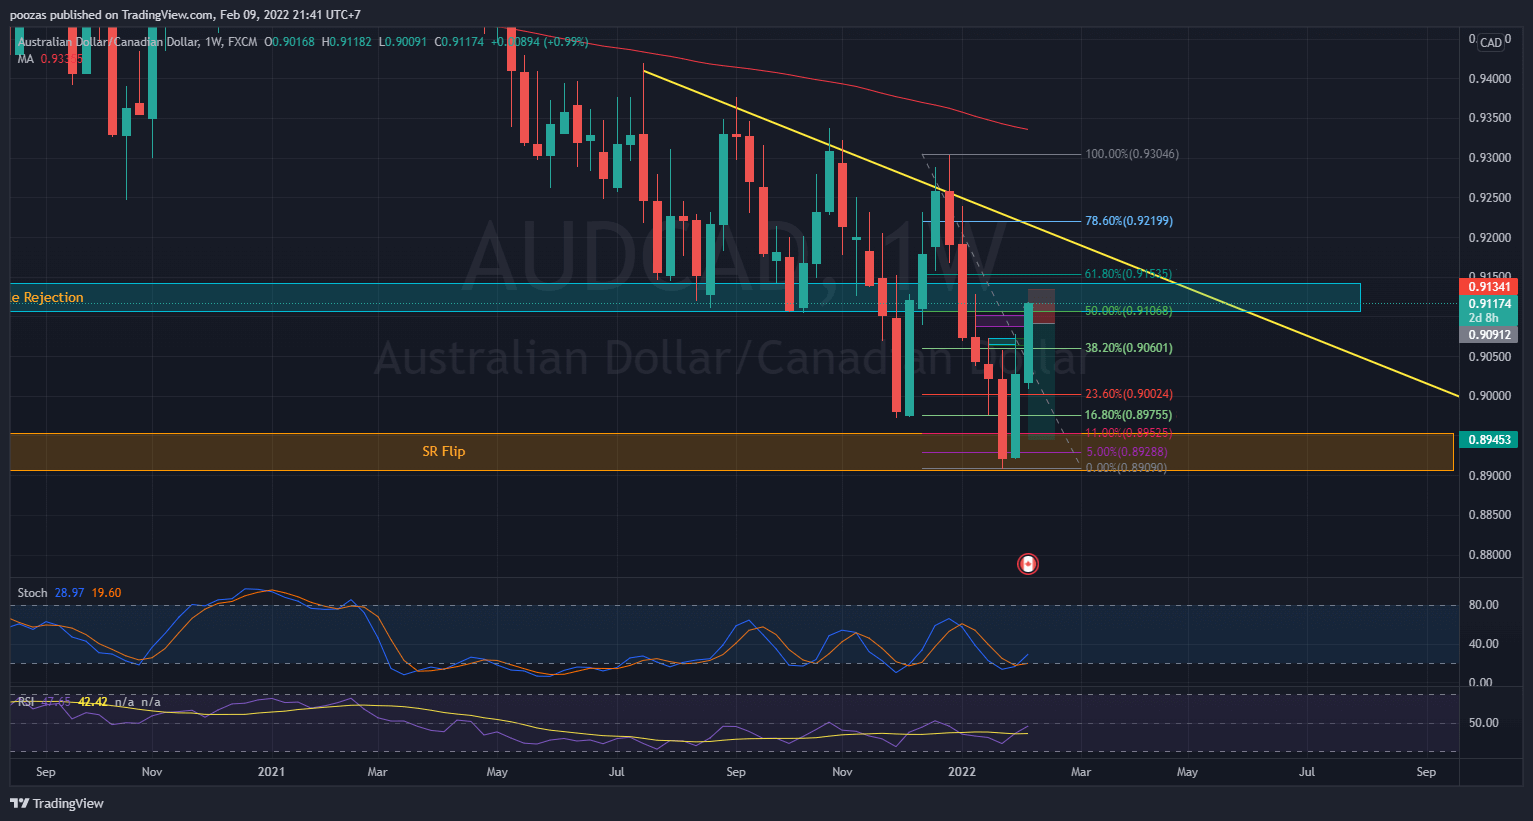 poozas published on TradingView.com, Feb 09, 2022 21:41 UTC+7
Australian Dollar/Canadian Dollar, 1W, FXCM O0.90168 H0.91182 L0.90091 C0.91174 +0.00894 (+0.99%)
MA
CAD
0.94000
0.93500
0.93000
0.92500
0.92000
0.91500
0.91341
0.91174
2d 8h
0.90912
0.90500
0.90000
0.89453
0.89000
0.88500
0.88000
AUDCAD, 1W
Australian Dollar/Canadian Dollar
100.00%(0.93046)
78.60%(0.92199)
61.80%(0.91535)
50.00%(0.91068)
38.20%(0.90601)
23.60%(0.90024)
16.80%(0.89755)
11.00%(0.89525)
5.00%(0.89288)
0.00%(0.89090)
le Rejection
SR Flip
Stoch 28.97 19.60
80.00
40.00
0.00
RSI 47.65 42.42 n/a n/a
50.00
Sep Nov 2021 Mar May Jul Sep Nov 2022 Mar May Jul Sep
TradingView